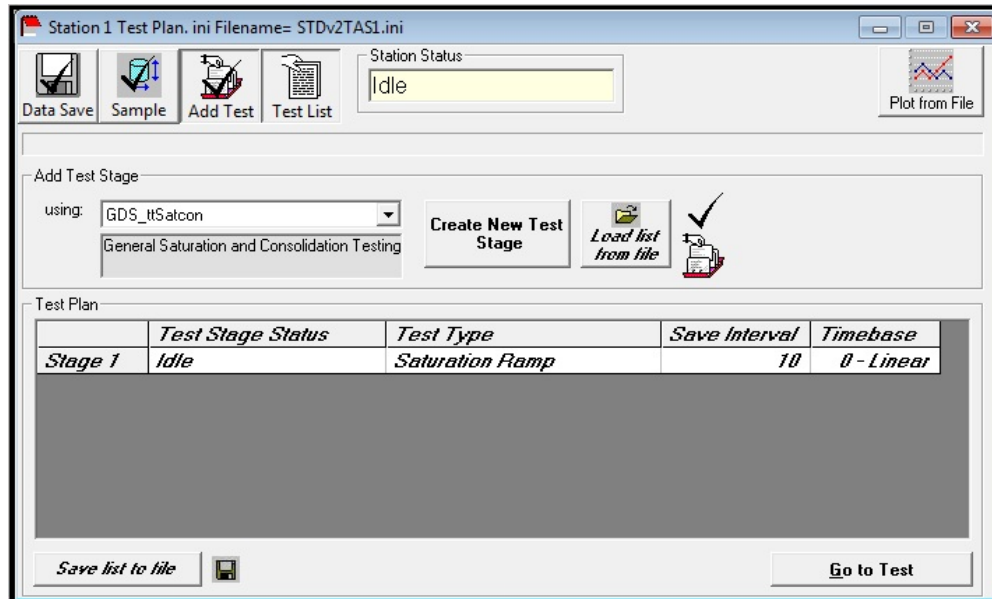 Station 1 Test Plan. ini Filename= STDv2TAS1.ini
Data Save
Sample
Add Test
Test List
Station Status
Idle
Plot from File
Add Test Stage
using:
GDS_ttSatcon
General Saturation and Consolidation Testing
Create New Test
Stage
Load list
from file
Test Plan
Test Stage Status Test Type Save Interval Timebase
Stage 1 Idle Saturation Ramp 10 0 - Linear
Save list to file
Go to Test